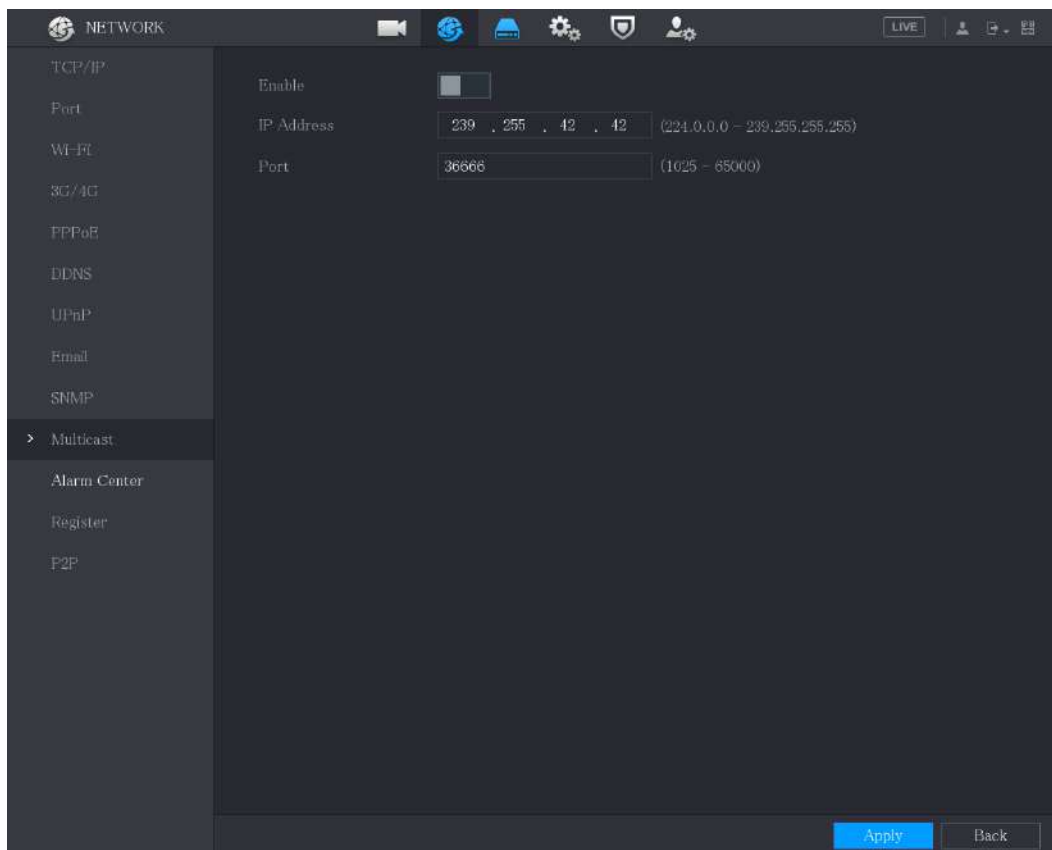 NETWORK
LIVE
TCP/IP
Port
WI-FI
3G/4G
PPPoE
DDNS
UPnP
Email
SNMP
> Multicast
Alarm Center
Register
P2P
Enable
IP Address 239 . 255 . 42 . 42 (224.0.0.0 - 239.255.255.255)
Port 36666 (1025 - 65000)
Apply Back